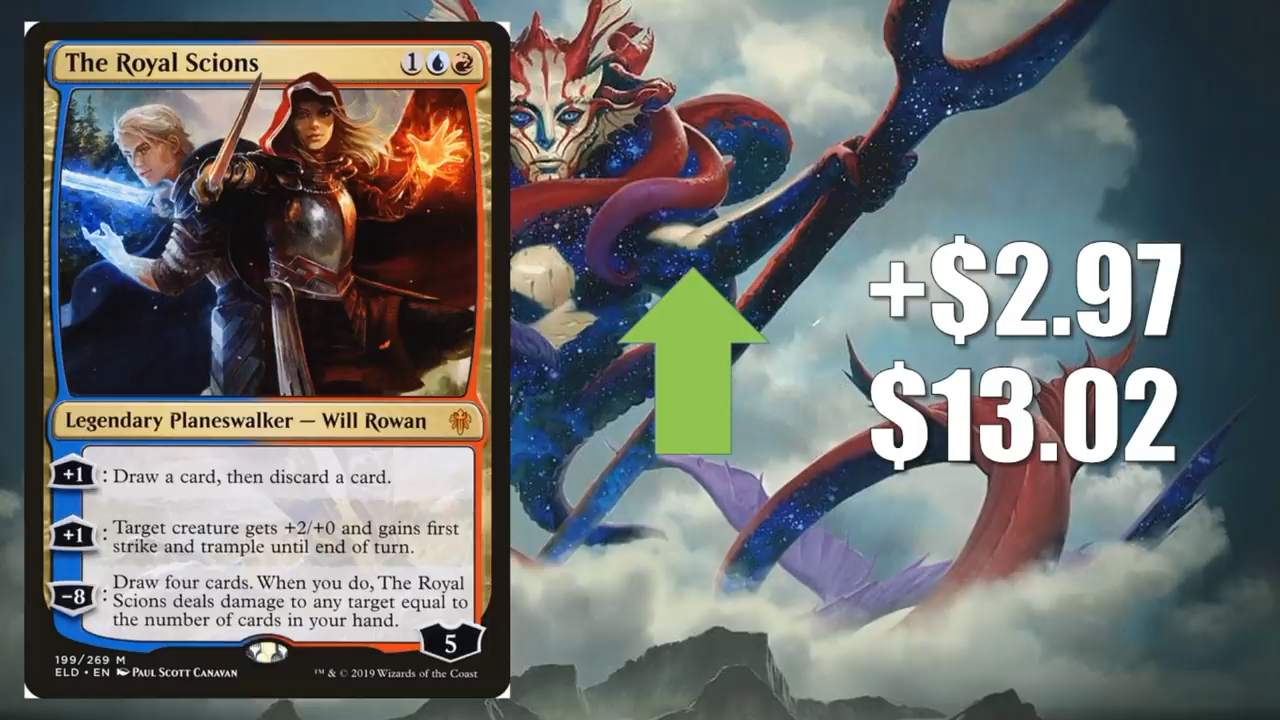 The Royal Scions 1
Legendary Planeswalker — Will Rowan
+1 : Draw a card, then discard a card.
+1 : Target creature gets +2/+0 and gains first
strike and trample until end of turn.
−8 : Draw four cards. When you do, The Royal
Scions deals damage to any target equal to
the number of cards in your hand.
5
199/269 M
ELD • EN Paul Scott Canavan
™ & © 2019 Wizards of the Coast
+$2.97
$13.02